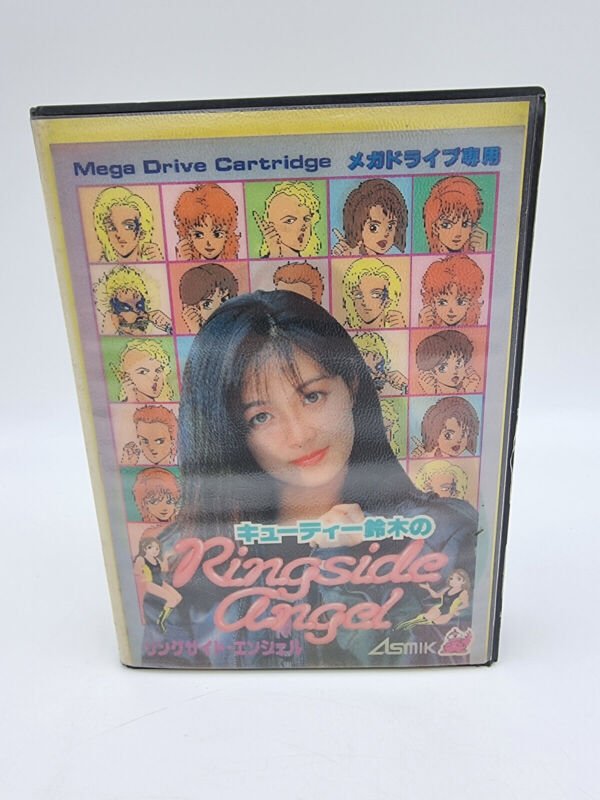 Mega Drive Cartridge メガドライブ専用
キューティー鈴木の
Ringside
Angel
リングサイド・エンジェル
ASMIK